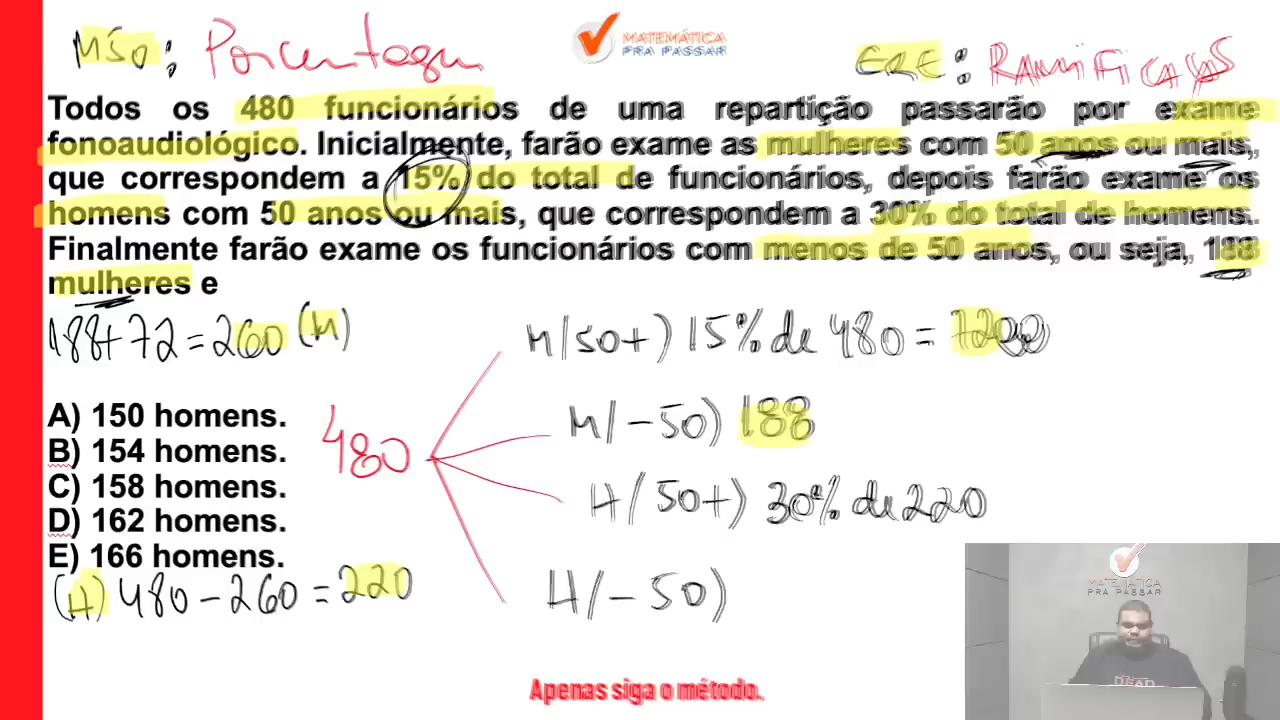 MSO: Porcentagem
MATEMÁTICA
PRA PASSAR
ERE: RAMIFICAÇÕES
Todos os 480 funcionários de uma repartição passarão por exame
fonoaudiológico. Inicialmente, farão exame as mulheres com 50 anos ou mais,
que correspondem a 15% do total de funcionários, depois farão exame os
homens com 50 anos ou mais, que correspondem a 30% do total de homens.
Finalmente farão exame os funcionários com menos de 50 anos, ou seja, 188
mulheres e
188+72=260 (M)
M(50+) 15% de 480 =
A) 150 homens.
B) 154 homens.
C) 158 homens.
D) 162 homens.
E) 166 homens.
480
M(-50) 188
H(50+) 30% de 220
H(-50)
(H) 480-260=220
MATEMÁTICA
PRA PASSAR
DEAD
Apenas siga o método.